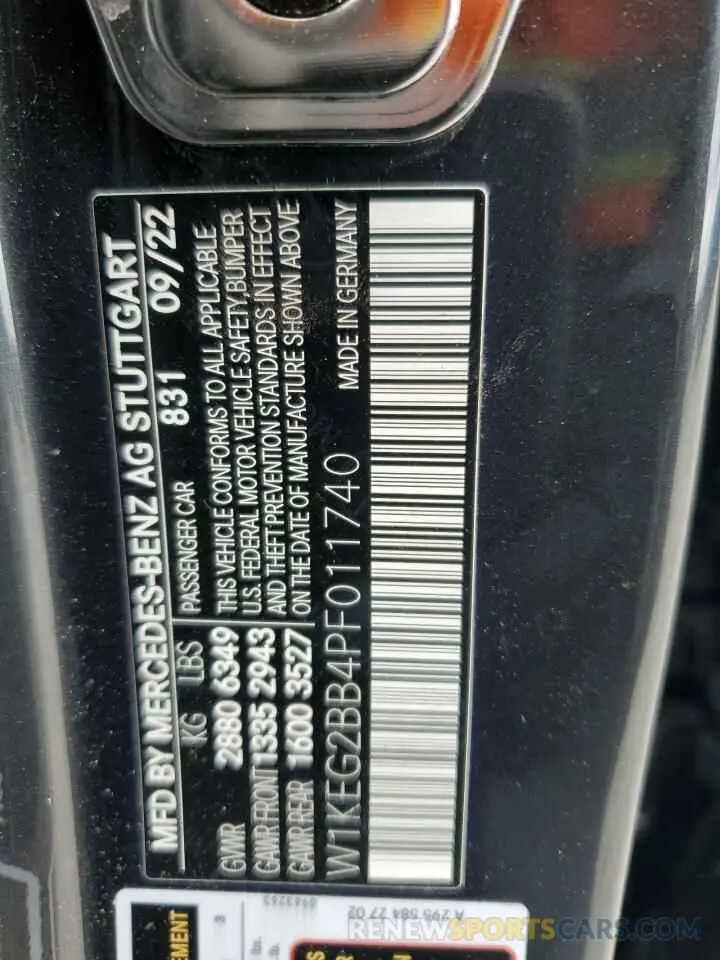 MFD BY MERCEDES-BENZ AG STUTTGART
KG LBS PASSENGER CAR 831 09/22
GVWR 2880 6349
GAWR FRONT 1335 2943
GAWR REAR 1600 3527
THIS VEHICLE CONFORMS TO ALL APPLICABLE
U.S. FEDERAL MOTOR VEHICLE SAFETY, BUMPER
AND THEFT PREVENTION STANDARDS IN EFFECT
ON THE DATE OF MANUFACTURE SHOWN ABOVE
W1KEG2BB4PF011740 MADE IN GERMANY
A 295 584 27 02
RENEWSPORTSCARS.COM